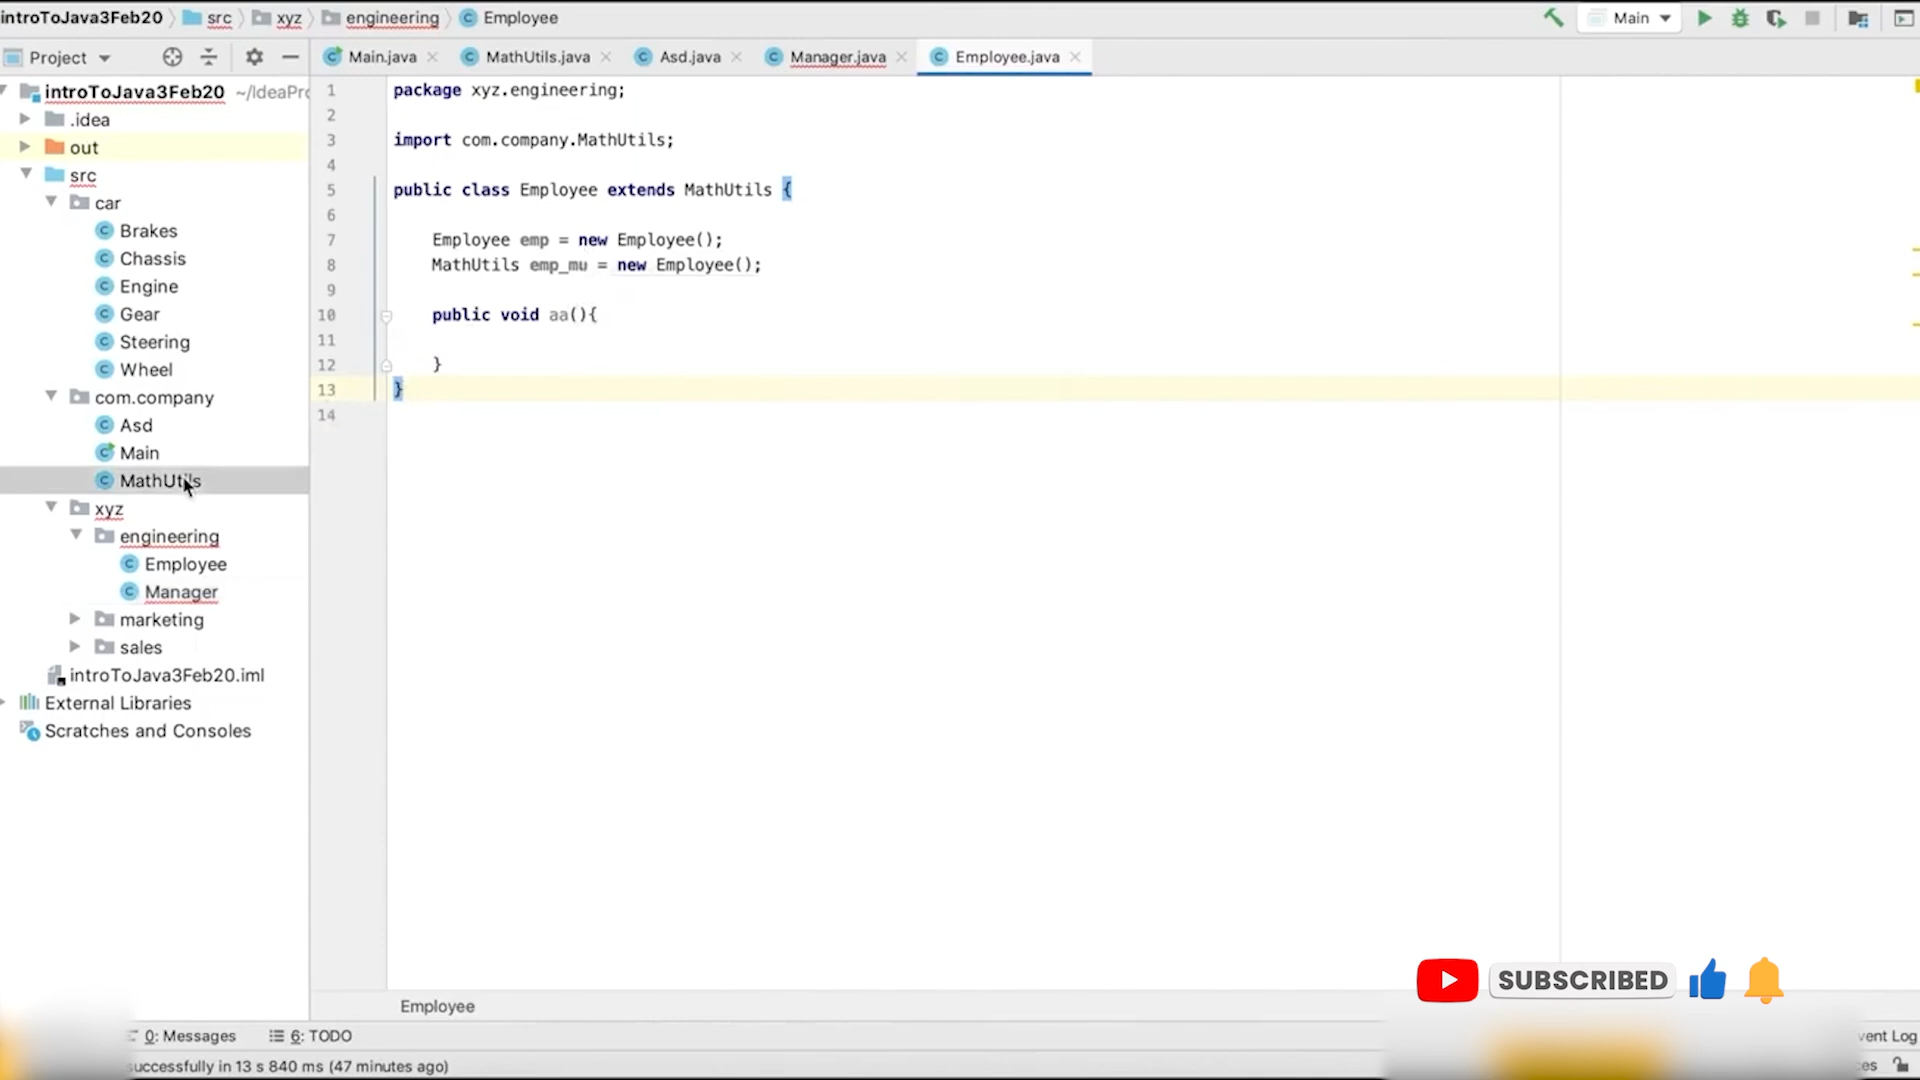 introToJava3Feb20 src xyz engineering Employee Main
Project Main.java MathUtils.java Asd.java Manager.java Employee.java
introToJava3Feb20 ~/IdeaPro
.idea
out
src
car
Brakes
Chassis
Engine
Gear
Steering
Wheel
com.company
Asd
Main
MathUtils
xyz
engineering
Employee
Manager
marketing
sales
introToJava3Feb20.iml
External Libraries
Scratches and Consoles
1 package xyz.engineering;
2
3 import com.company.MathUtils;
4
5 public class Employee extends MathUtils {
6
7 Employee emp = new Employee();
8 MathUtils emp_mu = new Employee();
9
10 public void aa(){
11
12 }
13 }
14
SUBSCRIBED
Employee
0: Messages 6: TODO vent Log
successfully in 13 s 840 ms (47 minutes ago) ces